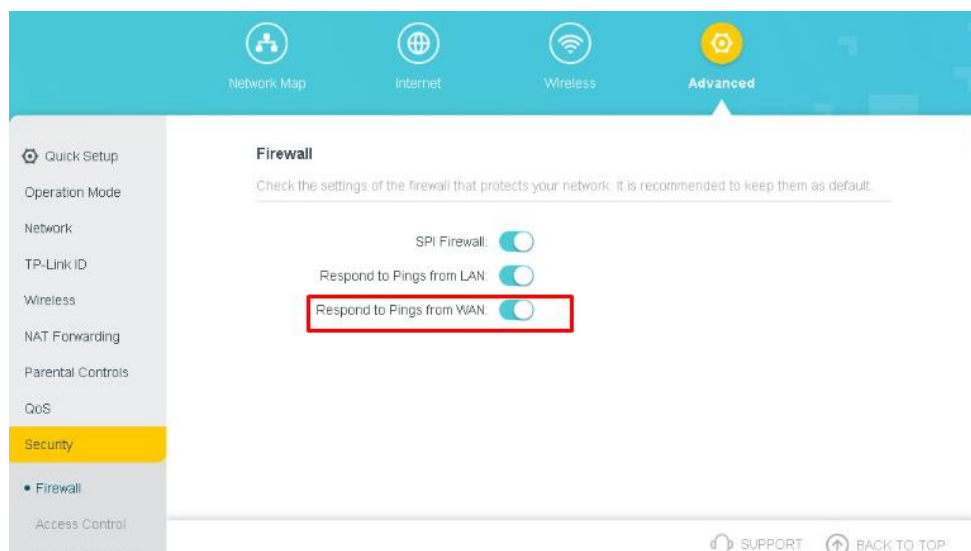 Network Map
Internet
Wireless
Advanced
Quick Setup
Operation Mode
Network
TP-Link ID
Wireless
NAT Forwarding
Parental Controls
QoS
Security
Firewall
Access Control
Firewall
Check the settings of the firewall that protects your network. It is recommended to keep them as default.
SPI Firewall:
Respond to Pings from LAN:
Respond to Pings from WAN:
SUPPORT
BACK TO TOP